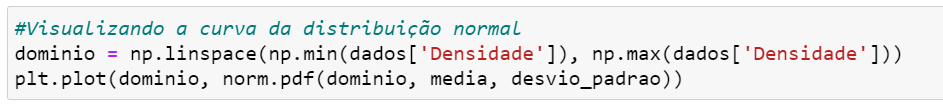 #Visualizando a curva da distribuição normal
dominio = np.linspace(np.min(dados['Densidade']), np.max(dados['Densidade']))
plt.plot(dominio, norm.pdf(dominio, media, desvio_padrao))